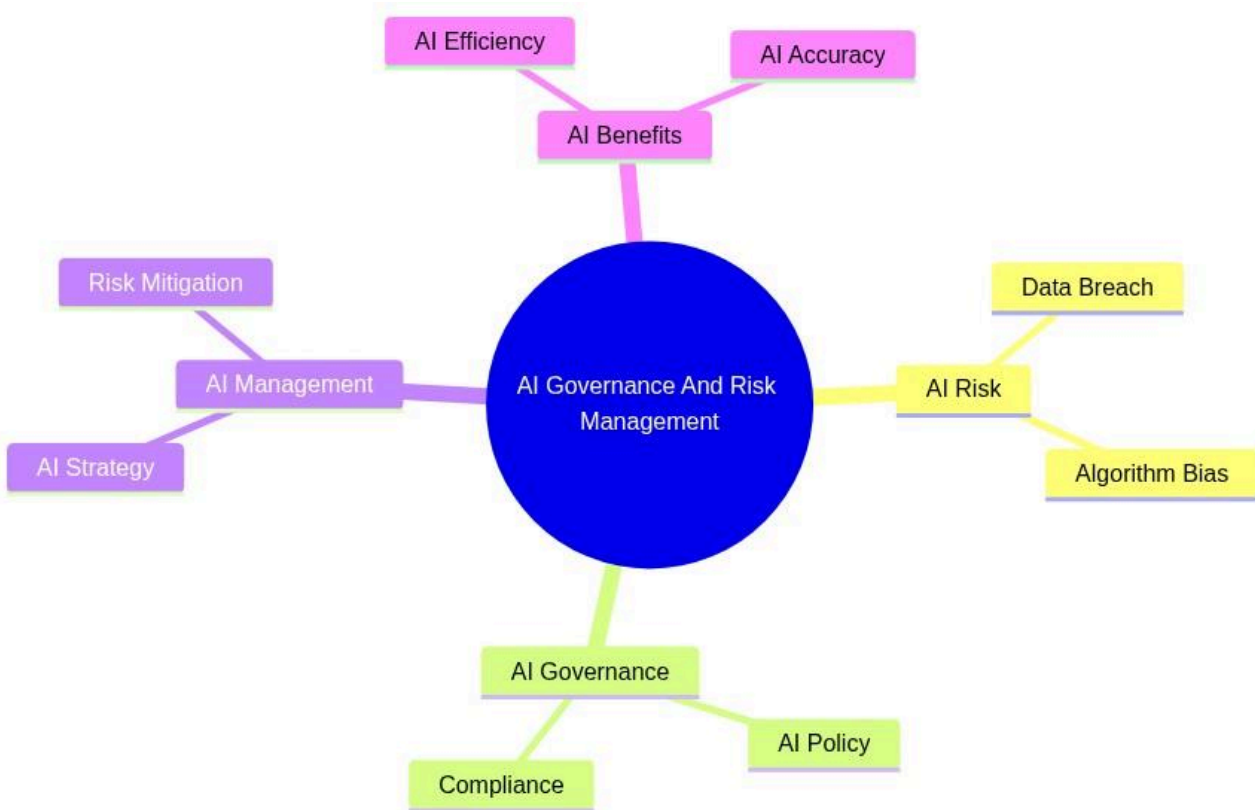 AI Efficiency
AI Accuracy
AI Benefits
Risk Mitigation
AI Management
AI Strategy
AI Governance And Risk
Management
Data Breach
AI Risk
Algorithm Bias
AI Governance
AI Policy
Compliance